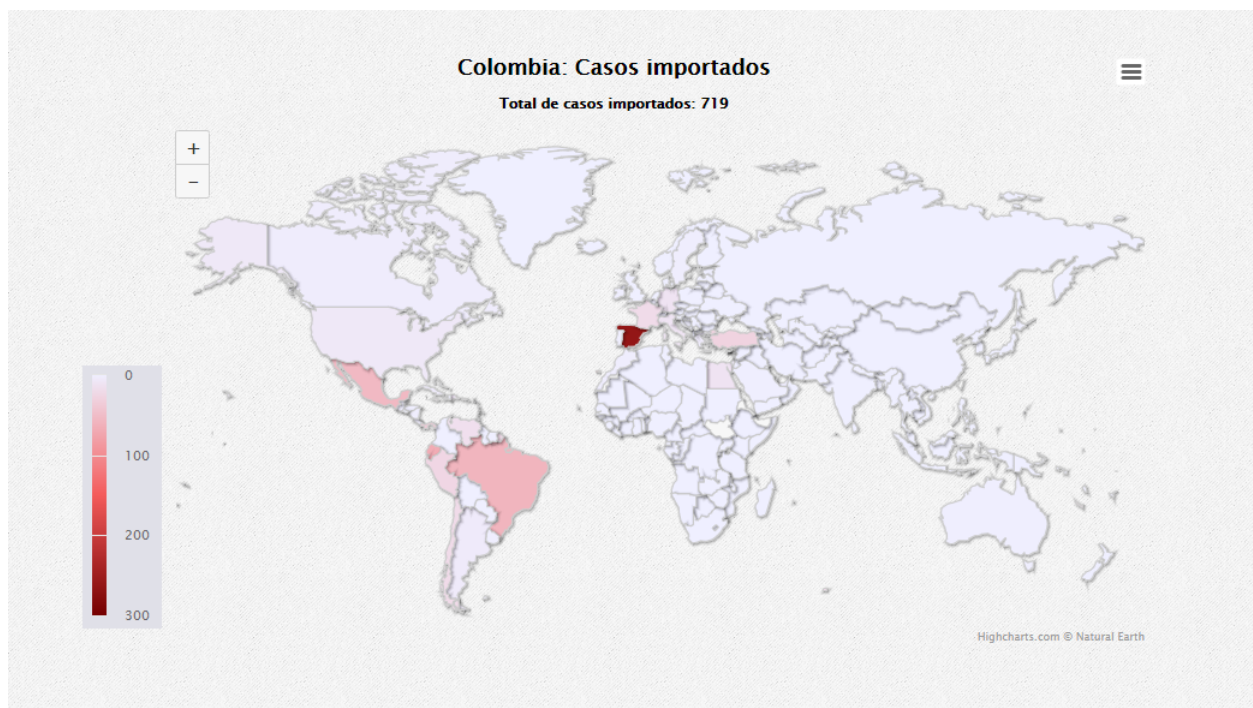 Colombia: Casos importados
Total de casos importados: 719
+
−
0
100
200
300
Highcharts.com © Natural Earth